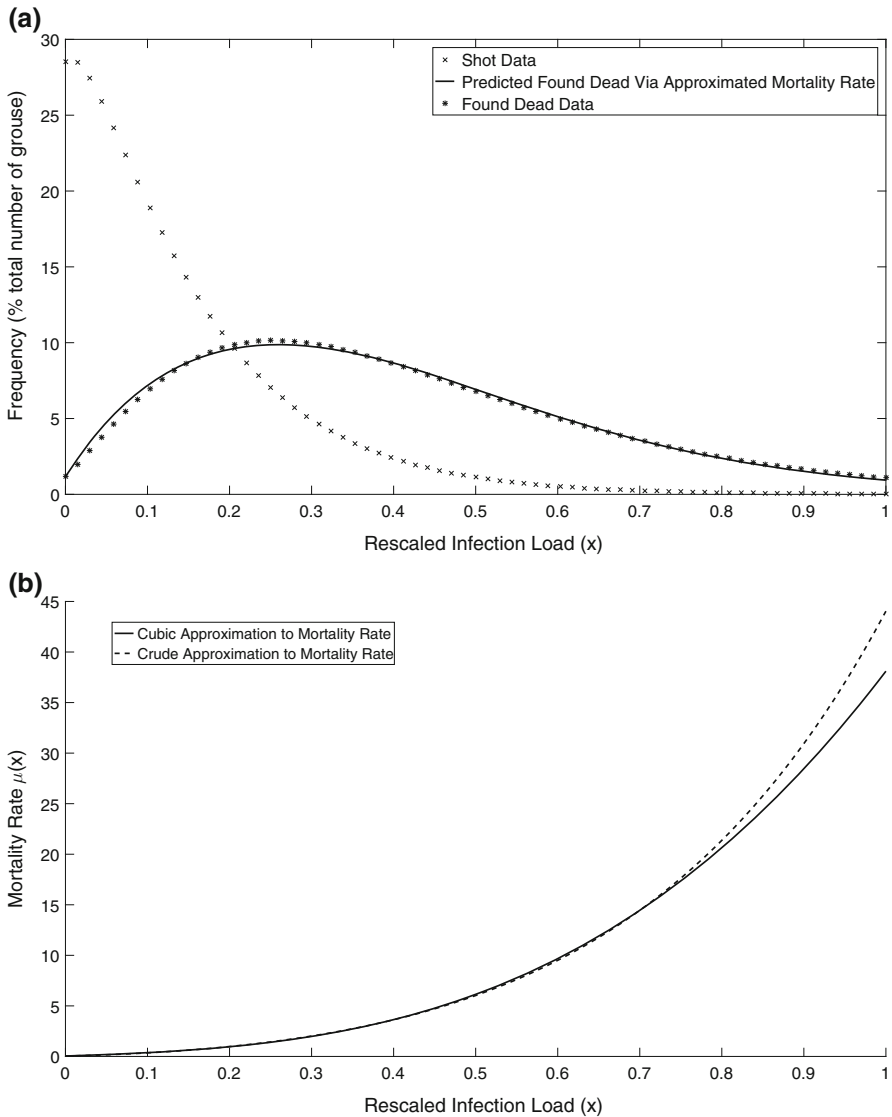 (a)
30
25
20
15
10
5
0
Frequency (% total number of grouse)
Shot Data
Predicted Found Dead Via Approximated Mortality Rate
Found Dead Data
0 0.1 0.2 0.3 0.4 0.5 0.6 0.7 0.8 0.9 1
Rescaled Infection Load (x)
(b)
45
40
35
30
25
20
15
10
5
0
Mortality Rate μ(x)
Cubic Approximation to Mortality Rate
Crude Approximation to Mortality Rate
0 0.1 0.2 0.3 0.4 0.5 0.6 0.7 0.8 0.9 1
Rescaled Infection Load (x)